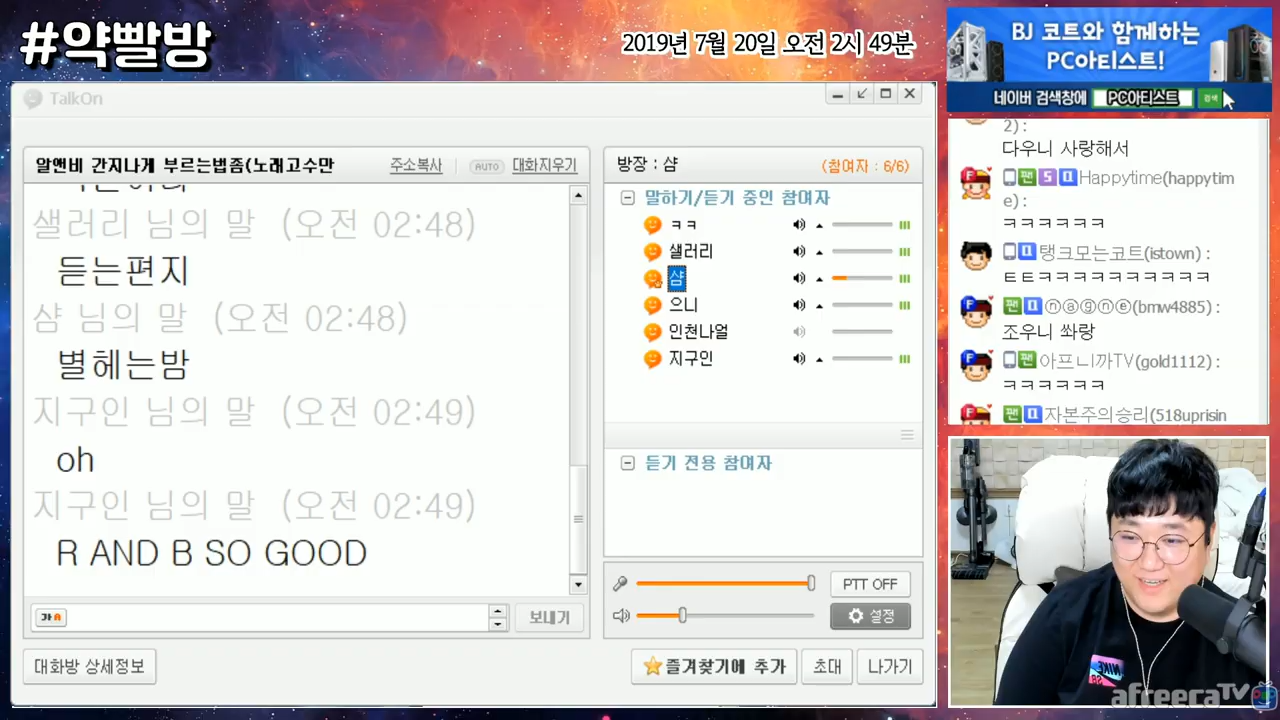 #약빨방
2019년 7월 20일 오전 2시 49분
BJ 코트와 함께하는
PC아티스트!
네이버 검색창에 PC아티스트 검색
TalkOn
알앤비 간지나게 부르는법좀(노래고수만
주소복사
AUTO
대화지우기
샐러리 님의 말 (오전 02:48)
듣는편지
샴 님의 말 (오전 02:48)
별헤는밤
지구인 님의 말 (오전 02:49)
oh
지구인 님의 말 (오전 02:49)
R AND B SO GOOD
가A
보내기
대화방 상세정보
방장 : 샴
(참여자 : 6/6)
말하기/듣기 중인 참여자
ㅋㅋ
샐러리
샴
으니
인천나얼
지구인
듣기 전용 참여자
PTT OFF
설정
즐겨찾기에 추가
초대
나가기
2) :
다우니 사랑해서
팬 S Happytime(happytim
e) :
ㅋㅋㅋㅋㅋㅋ
탱크모는코트(istown) :
ㅌㅌㅋㅋㅋㅋㅋㅋㅋㅋㅋㅋ
팬 ⓝⓐⓖⓝⓔ(bmw4885) :
조우니 쏴랑
팬 아프니까TV(gold1112) :
ㅋㅋㅋㅋㅋㅋ
팬 자본주의승리(518uprisin
NIKE
afreecaTV